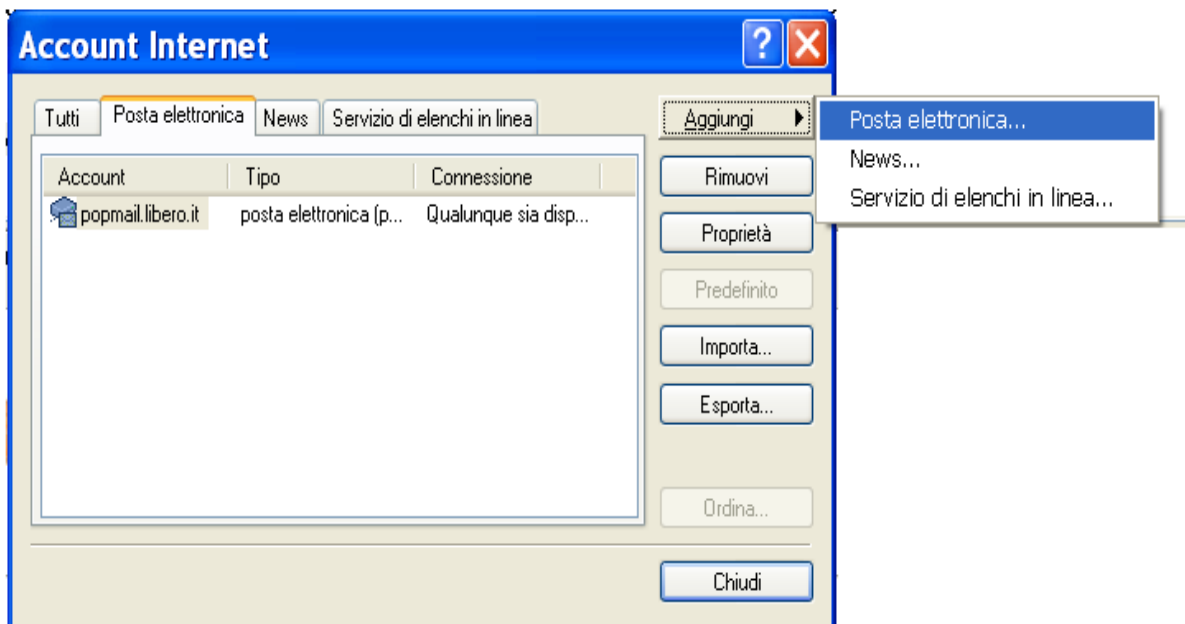 Account Internet
Tutti Posta elettronica News Servizio di elenchi in linea
Account Tipo Connessione
popmail.libero.it posta elettronica (p... Qualunque sia disp...
Aggiungi
Rimuovi
Proprietà
Predefinito
Importa...
Esporta...
Ordina...
Chiudi
Posta elettronica...
News...
Servizio di elenchi in linea...